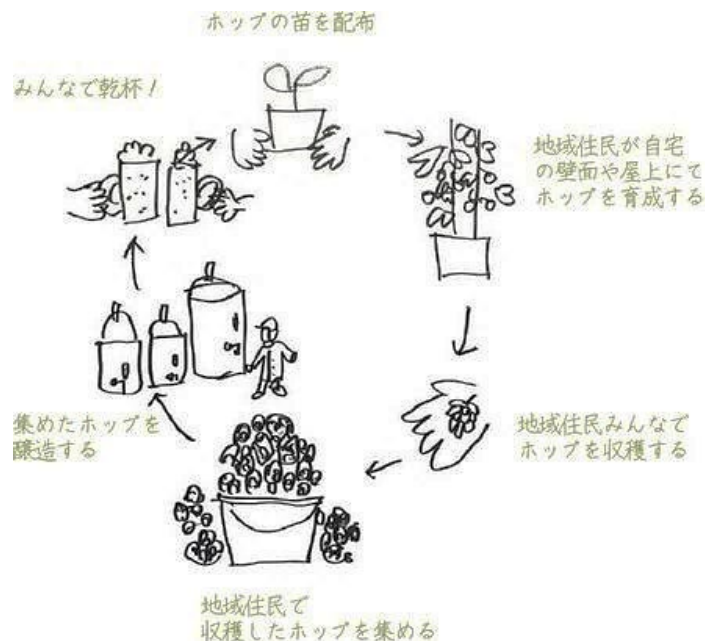 ホップの苗を配布
みんなで乾杯！
地域住民が自宅
の壁面や屋上にて
ホップを育成する
地域住民みんなで
ホップを収穫する
地域住民で
収穫したホップを集める
集めたホップを
醸造する